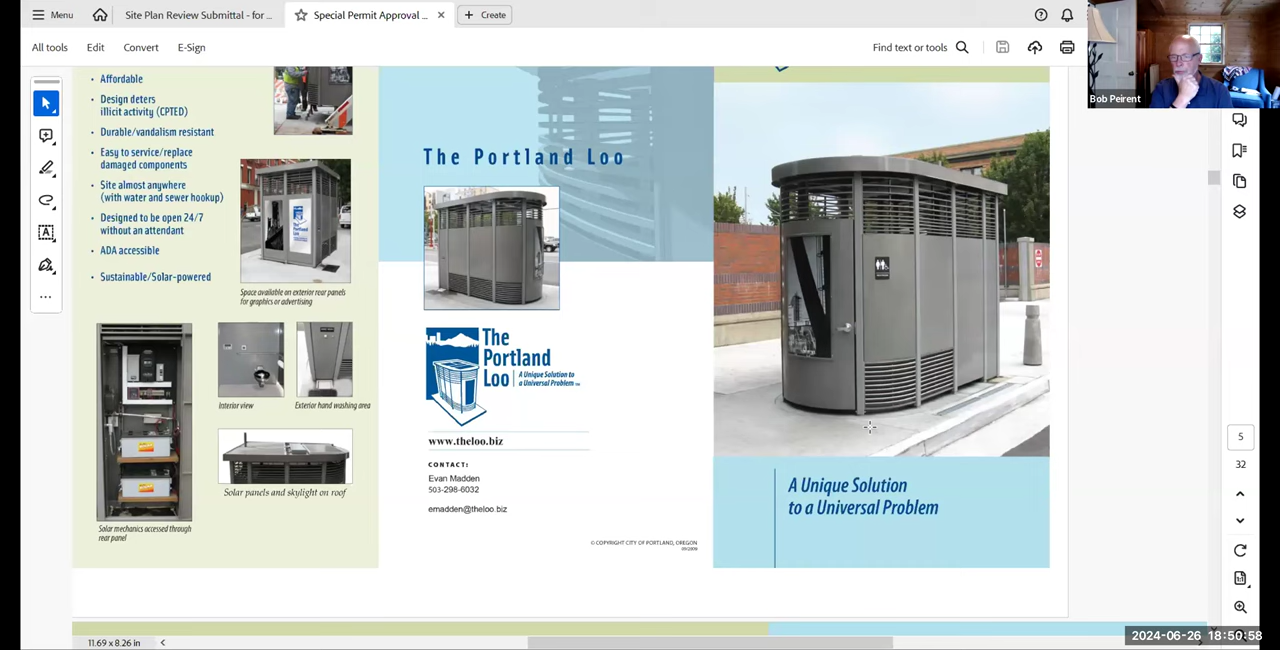 Menu
Site Plan Review Submittal - for ...
Special Permit Approval ...
Create
All tools
Edit
Convert
E-Sign
Find text or tools
Bob Peirent
• Affordable
• Design deters
illicit activity (CPTED)
• Durable/vandalism resistant
• Easy to service/replace
damaged components
• Site almost anywhere
(with water and sewer hookup)
• Designed to be open 24/7
without an attendant
• ADA accessible
• Sustainable/Solar-powered
Space available on exterior rear panels
for graphics or advertising
Interior view
Exterior hand washing area
Solar panels and skylight on roof
Solar mechanics accessed through
rear panel
The Portland Loo
The
Portland
Loo
A Unique Solution to
a Universal Problem™
www.theloo.biz
CONTACT:
Evan Madden
503-298-6032
emadden@theloo.biz
© COPYRIGHT CITY OF PORTLAND, OREGON
A Unique Solution
to a Universal Problem
5
32
11.69 x 8.26 in
2024-06-26 18:50:58